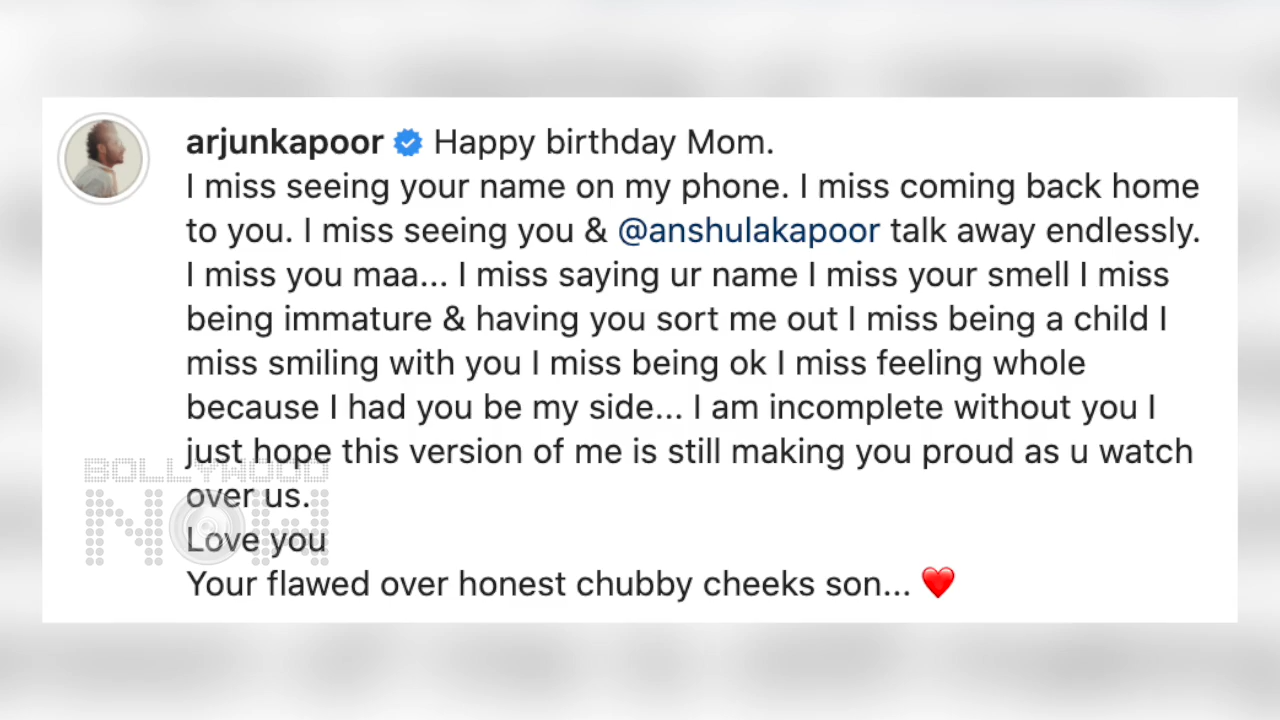 arjunkapoor Happy birthday Mom.
I miss seeing your name on my phone. I miss coming back home
to you. I miss seeing you & @anshulakapoor talk away endlessly.
I miss you maa... I miss saying ur name I miss your smell I miss
being immature & having you sort me out I miss being a child I
miss smiling with you I miss being ok I miss feeling whole
because I had you be my side... I am incomplete without you I
just hope this version of me is still making you proud as u watch
over us.
Love you
Your flawed over honest chubby cheeks son... ❤️
BOLLYWOOD
NOW